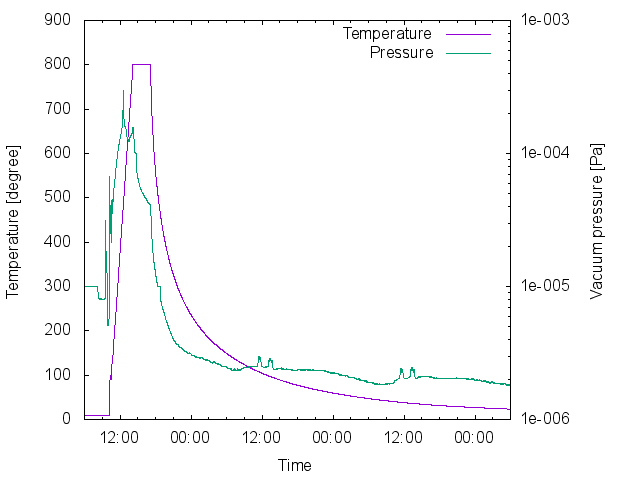 900
800
700
600
500
400
300
200
100
0
1e-003
1e-004
1e-005
1e-006
Temperature
Pressure
Temperature [degree]
Vacuum pressure [Pa]
12:00 00:00 12:00 00:00 12:00 00:00
Time